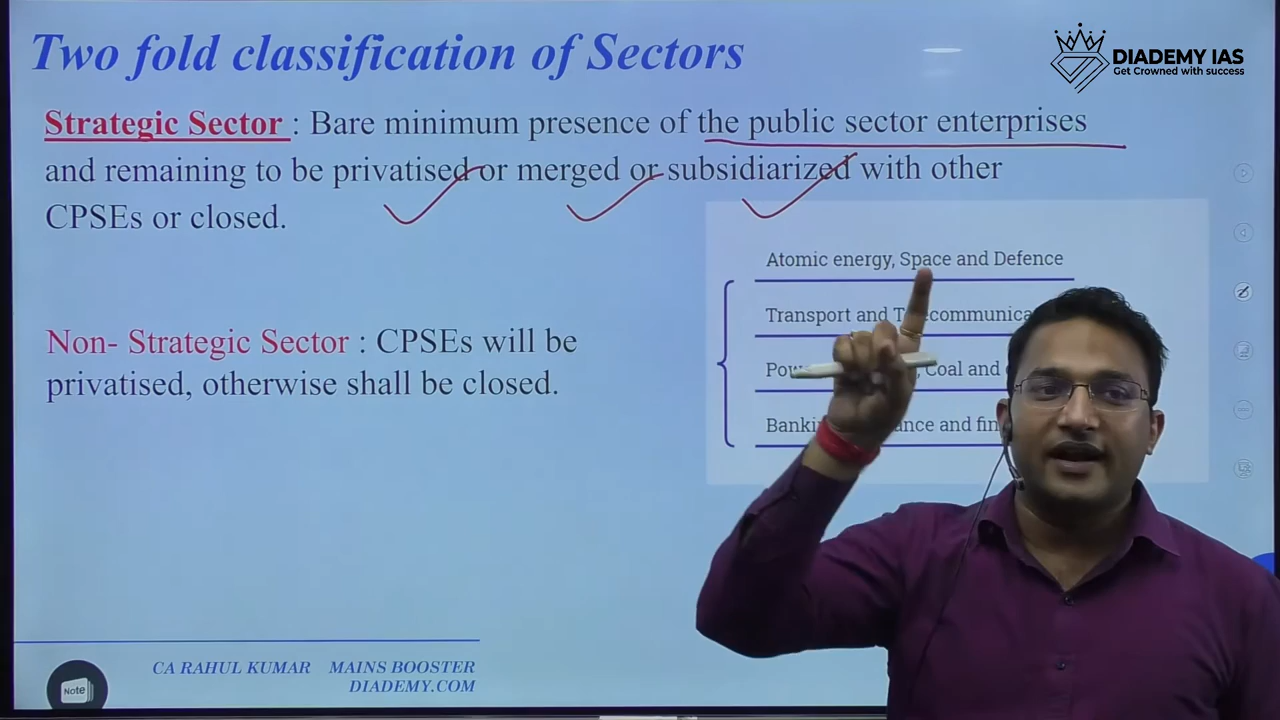 Two fold classification of Sectors
DIADEMY IAS
Get Crowned with success
Strategic Sector : Bare minimum presence of the public sector enterprises
and remaining to be privatised or merged or subsidiarized with other
CPSEs or closed.
Atomic energy, Space and Defence
Transport and
Coal and
Non- Strategic Sector : CPSEs will be
privatised, otherwise shall be closed.
and
CA RAHUL KUMAR MAINS BOOSTER
DIADEMY.COM
Note